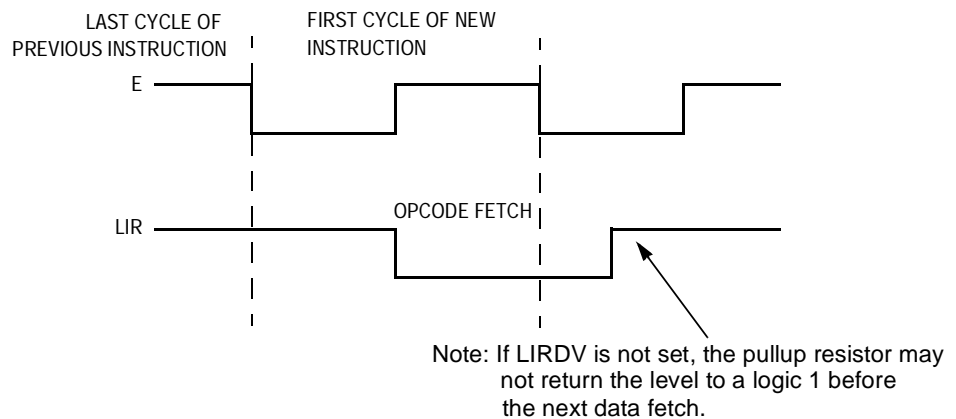 LAST CYCLE OF
PREVIOUS INSTRUCTION
FIRST CYCLE OF NEW
INSTRUCTION
E
OPCODE FETCH
LIR
Note: If LIRDV is not set, the pullup resistor may
not return the level to a logic 1 before
the next data fetch.